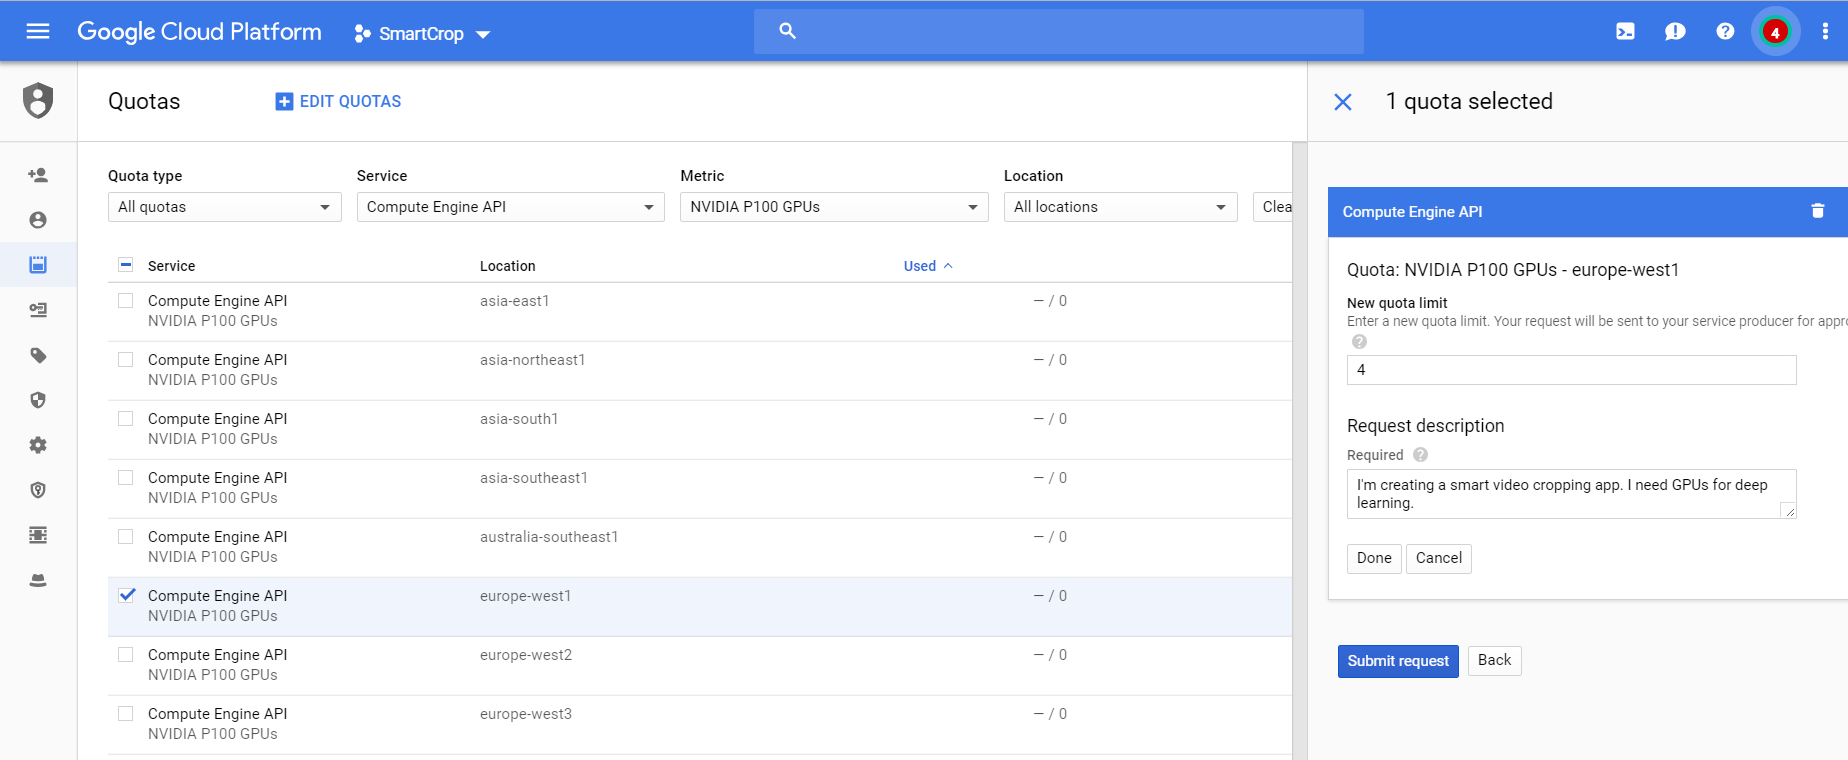 Google Cloud Platform
SmartCrop
4
Quotas
EDIT QUOTAS
1 quota selected
Quota type
Service
Metric
Location
All quotas
Compute Engine API
NVIDIA P100 GPUs
All locations
Clea
Service
Location
Used
Compute Engine API
NVIDIA P100 GPUs
asia-east1
– / 0
Compute Engine API
NVIDIA P100 GPUs
asia-northeast1
– / 0
Compute Engine API
NVIDIA P100 GPUs
asia-south1
– / 0
Compute Engine API
NVIDIA P100 GPUs
asia-southeast1
– / 0
Compute Engine API
NVIDIA P100 GPUs
australia-southeast1
– / 0
Compute Engine API
NVIDIA P100 GPUs
europe-west1
– / 0
Compute Engine API
NVIDIA P100 GPUs
europe-west2
– / 0
Compute Engine API
NVIDIA P100 GPUs
europe-west3
– / 0
Compute Engine API
Quota: NVIDIA P100 GPUs - europe-west1
New quota limit
Enter a new quota limit. Your request will be sent to your service producer for appro
4
Request description
Required
I'm creating a smart video cropping app. I need GPUs for deep
learning.
Done
Cancel
Submit request
Back